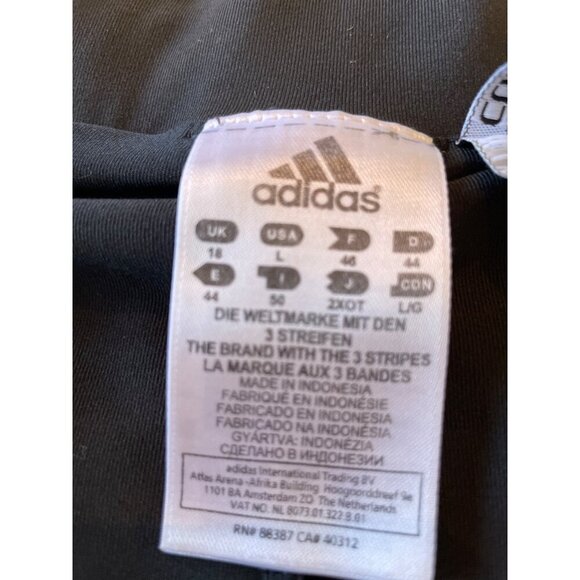 adidas
UK USA F D
18 L 46 44
E I J CON
44 50 2XOT L/G
DIE WELTMARKE MIT DEN
3 STREIFEN
THE BRAND WITH THE 3 STRIPES
LA MARQUE AUX 3 BANDES
MADE IN INDONESIA
FABRIQUÉ EN INDONÉSIE
FABRICADO EN INDONESIA
FABRICADO NA INDONÉSIA
GYÁRTVA: INDONÉZIA
СДЕЛАНО В ИНДОНЕЗИИ
adidas International Trading BV
Atlas Arena -Afrika Building Hoogoorddreef 9e
1101 BA Amsterdam ZO The Netherlands
VAT NO. NL 8073.01.322.B.01
RN# 88387 CA# 40312